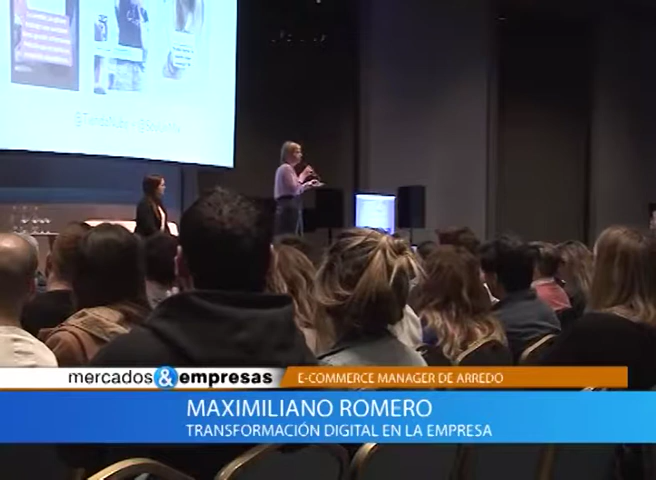 mercados&empresas
E-COMMERCE MANAGER DE ARREDO
MAXIMILIANO ROMERO
TRANSFORMACIÓN DIGITAL EN LA EMPRESA